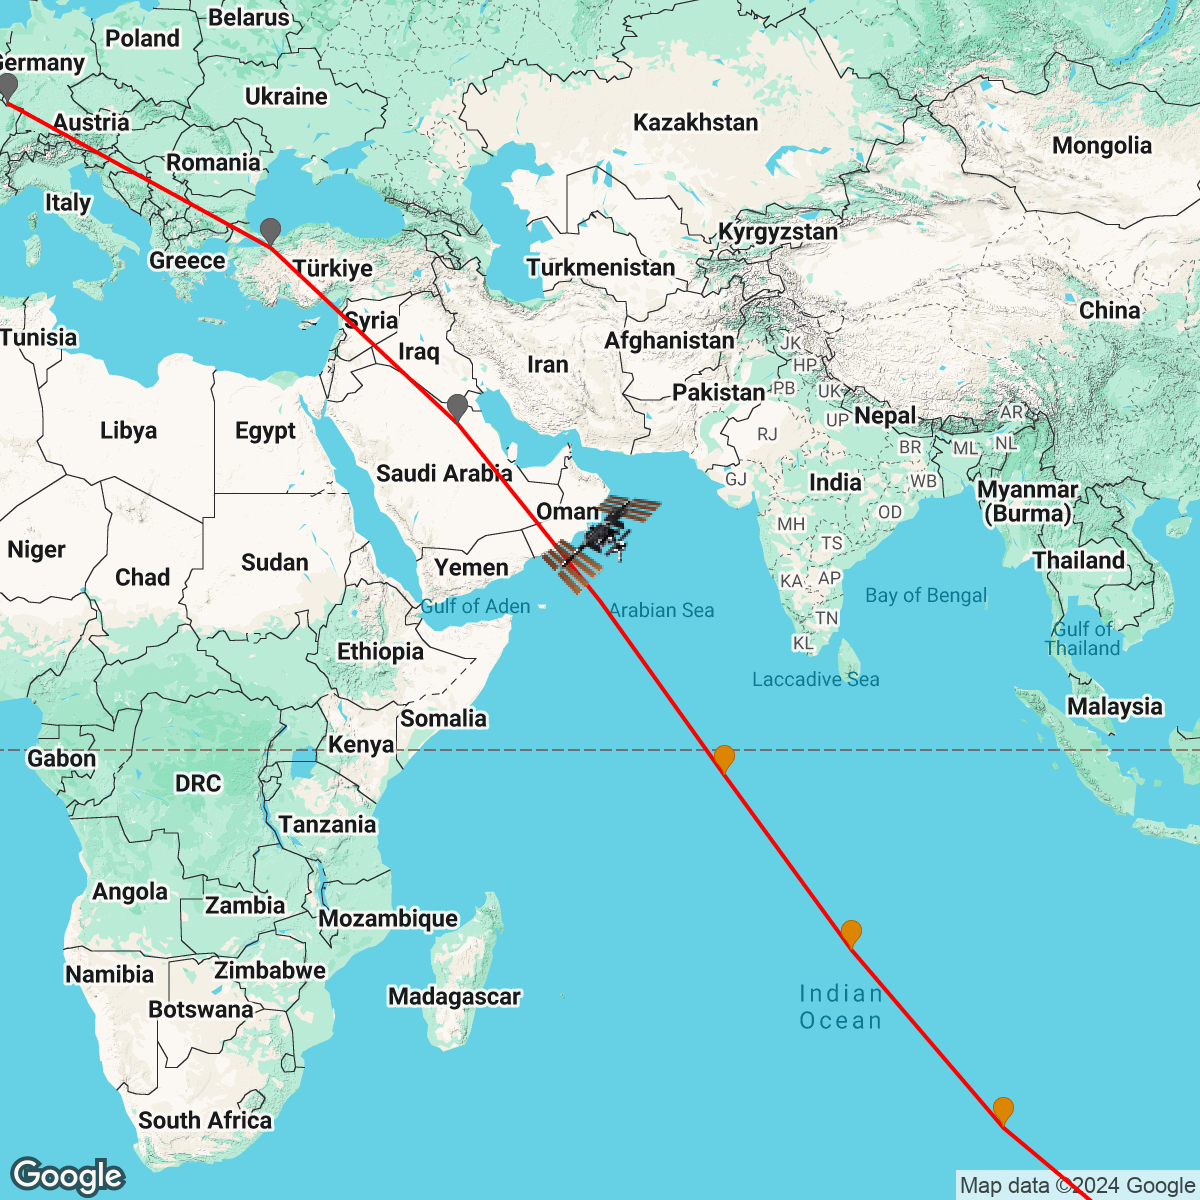 Belarus
Poland
Germany
Ukraine
Austria
Kazakhstan
Mongolia
Romania
Italy
Kyrgyzstan
Greece
Türkiye
Turkmenistan
China
Syria
Tunisia
Iraq
Afghanistan
JK
Iran
HP
Pakistan
PB
UK
Nepal
AR
UP
Libya
Egypt
RJ
BR
ML
NL
Saudi Arabia
GJ
India
WB
Myanmar
(Burma)
Oman
OD
MH
Niger
TS
Sudan
Thailand
Chad
Yemen
KA
AP
Bay of Bengal
Gulf of Aden
Arabian Sea
TN
Gulf of
Thailand
KL
Ethiopia
Laccadive Sea
Malaysia
Somalia
Kenya
Gabon
DRC
Tanzania
Angola
Zambia
Mozambique
Zimbabwe
Namibia
Madagascar
Indian
Ocean
Botswana
South Africa
Google
Map data ©2024 Google